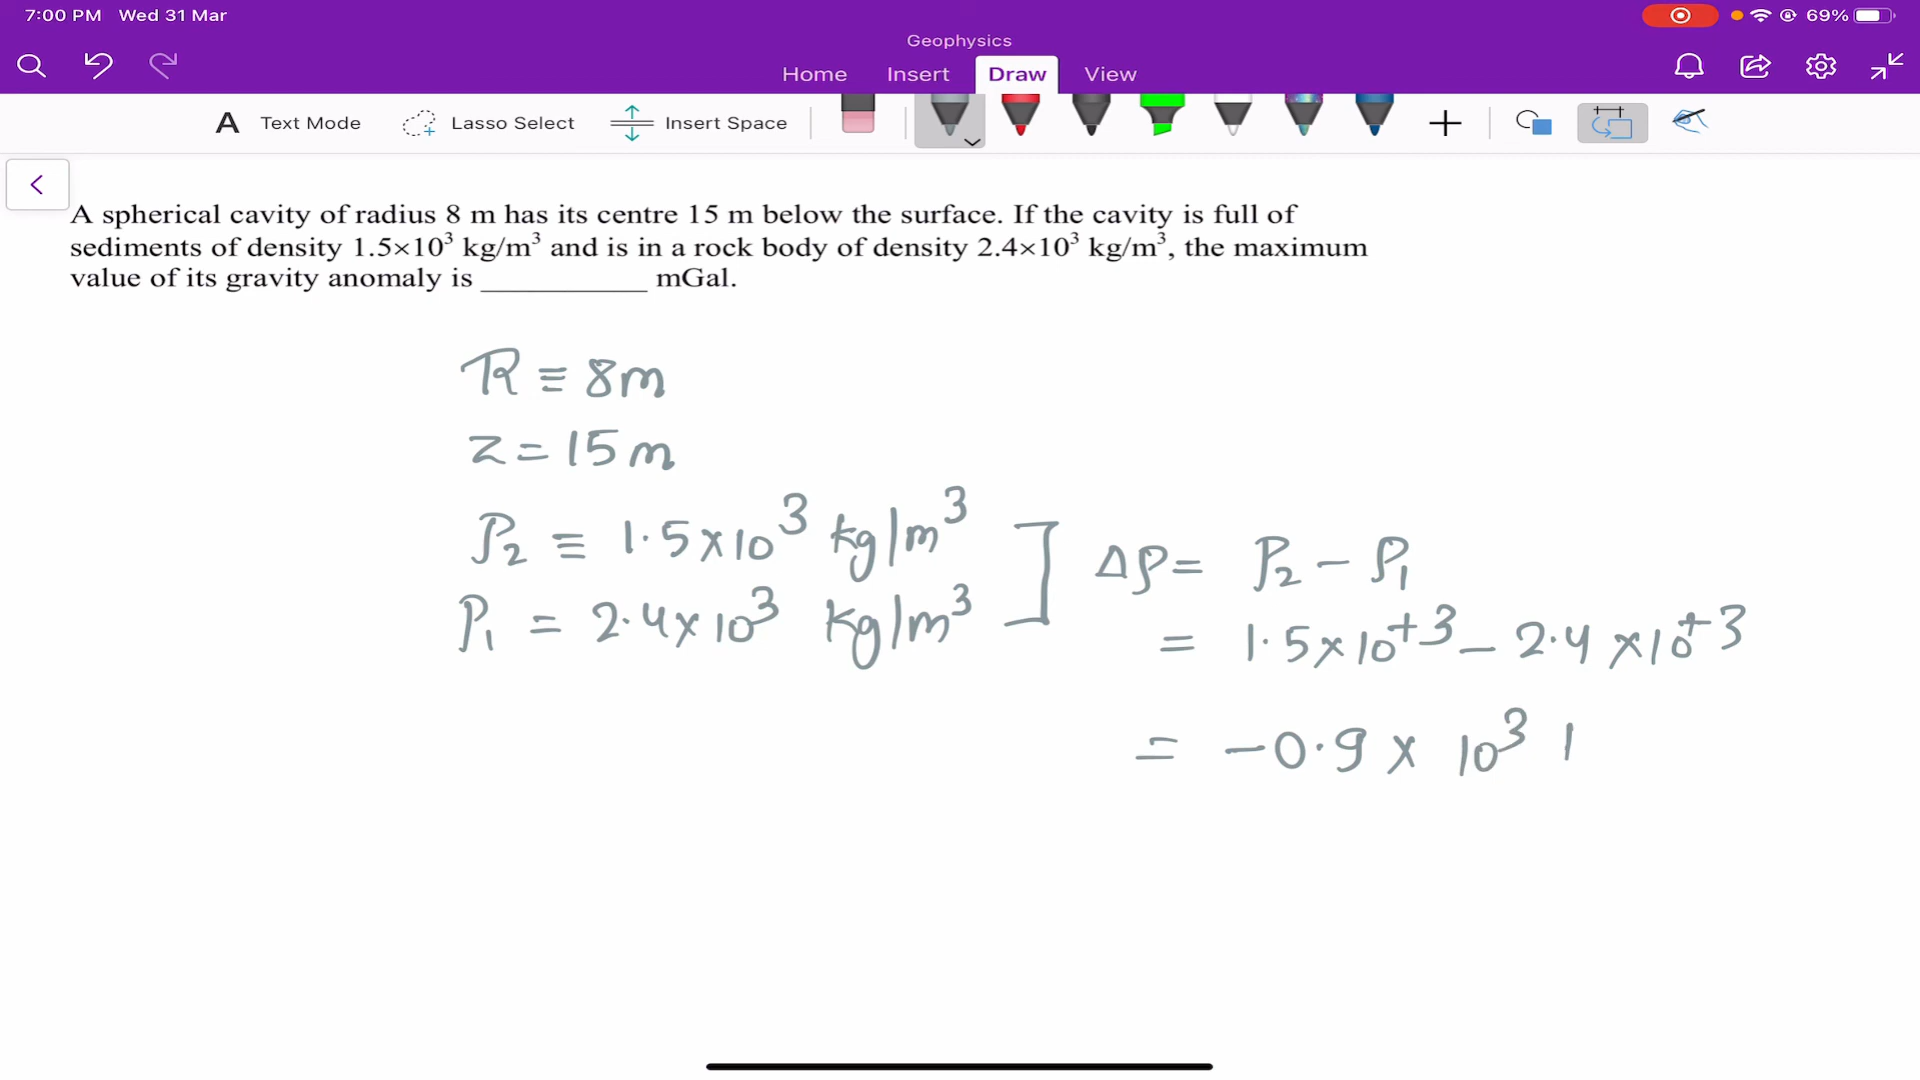 7:00 PM Wed 31 Mar
69%
Geophysics
Home Insert Draw View
A Text Mode Lasso Select Insert Space
A spherical cavity of radius 8 m has its centre 15 m below the surface. If the cavity is full of
sediments of density 1.5×10³ kg/m³ and is in a rock body of density 2.4×10³ kg/m³, the maximum
value of its gravity anomaly is __________ mGal.
R = 8m
z = 15 m
ρ₂ = 1.5×10³ kg/m³
ρ₁ = 2.4×10³ kg/m³
Δρ = ρ₂ − ρ₁
= 1.5×10⁺³ − 2.4×10⁺³
= −0.9 × 10³ |